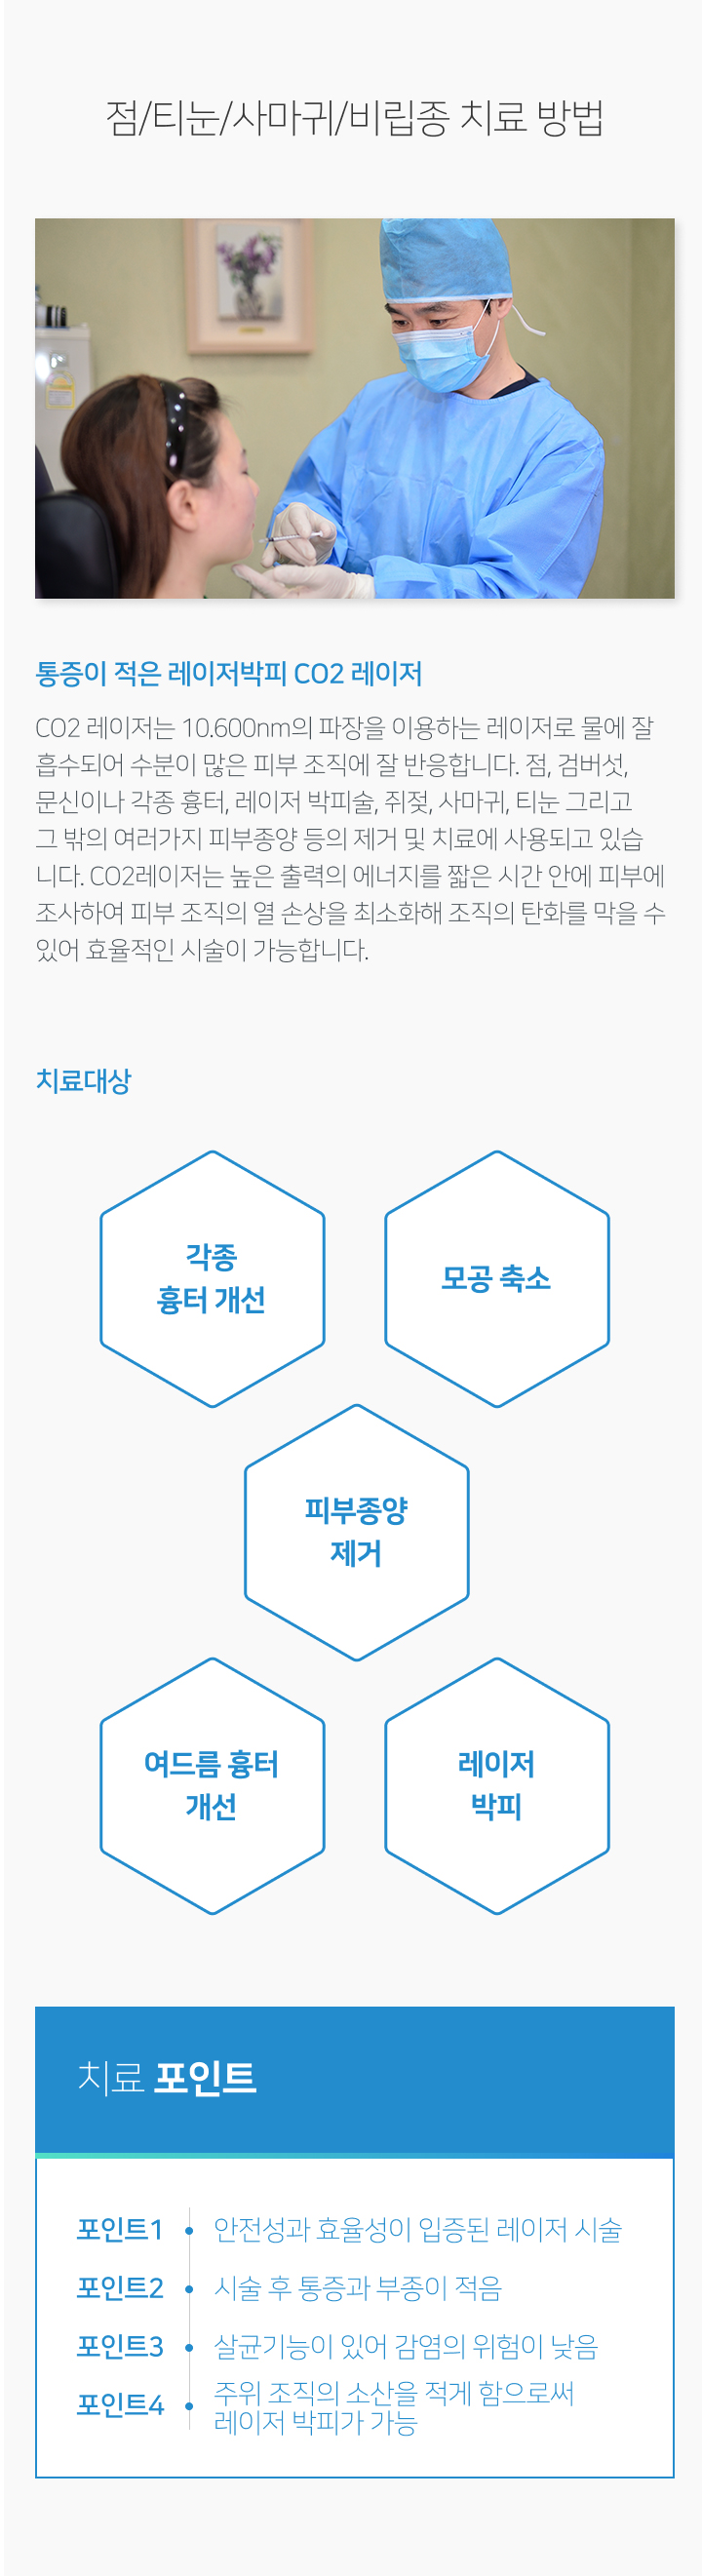 점/티눈/사마귀/비립종 치료 방법
통증이 적은 레이저박피 CO2 레이저
CO2 레이저는 10.600nm의 파장을 이용하는 레이저로 물에 잘
흡수되어 수분이 많은 피부 조직에 잘 반응합니다. 점, 검버섯,
문신이나 각종 흉터, 레이저 박피술, 쥐젖, 사마귀, 티눈 그리고
그 밖의 여러가지 피부종양 등의 제거 및 치료에 사용되고 있습
니다. CO2레이저는 높은 출력의 에너지를 짧은 시간 안에 피부에
조사하여 피부 조직의 열 손상을 최소화해 조직의 탄화를 막을 수
있어 효율적인 시술이 가능합니다.
치료대상
각종
흉터 개선
모공 축소
피부종양
제거
여드름 흉터
개선
레이저
박피
치료 포인트
포인트1 • 안전성과 효율성이 입증된 레이저 시술
포인트2 • 시술 후 통증과 부종이 적음
포인트3 • 살균기능이 있어 감염의 위험이 낮음
포인트4 • 주위 조직의 소산을 적게 함으로써
레이저 박피가 가능